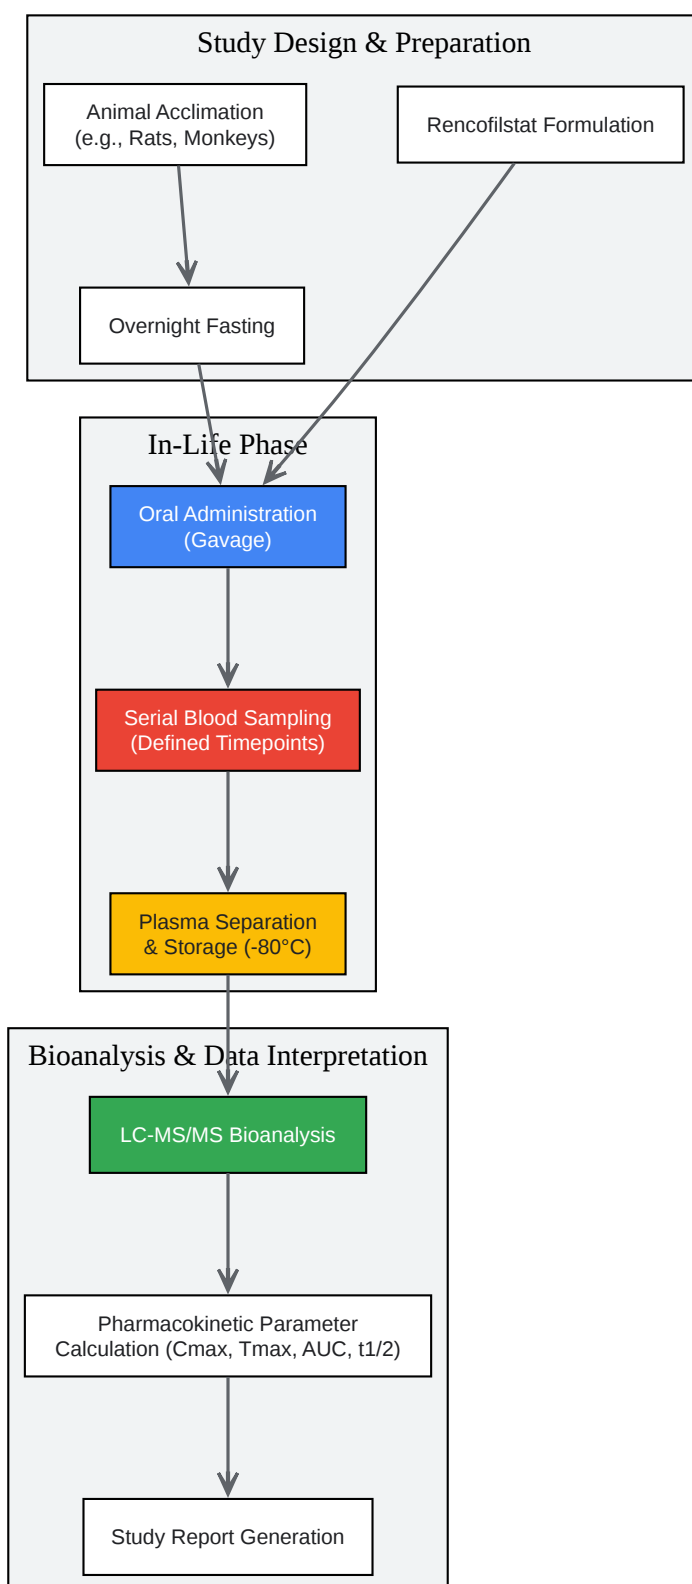 Study Design & Preparation
Animal Acclimation
(e.g., Rats, Monkeys)
Rencofilstat Formulation
Overnight Fasting
In-Life Phase
Oral Administration
(Gavage)
Serial Blood Sampling
(Defined Timepoints)
Plasma Separation
& Storage (-80°C)
Bioanalysis & Data Interpretation
LC-MS/MS Bioanalysis
Pharmacokinetic Parameter
Calculation (Cmax, Tmax, AUC, t1/2)
Study Report Generation